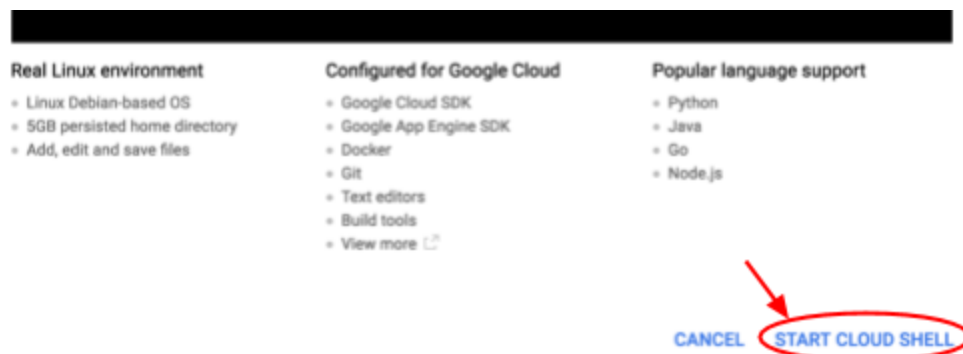 Real Linux environment
Linux Debian-based OS
5GB persisted home directory
Add, edit and save files
Configured for Google Cloud
Google Cloud SDK
Google App Engine SDK
Docker
Git
Text editors
Build tools
View more
Popular language support
Python
Java
Go
Node.js
CANCEL
START CLOUD SHELL